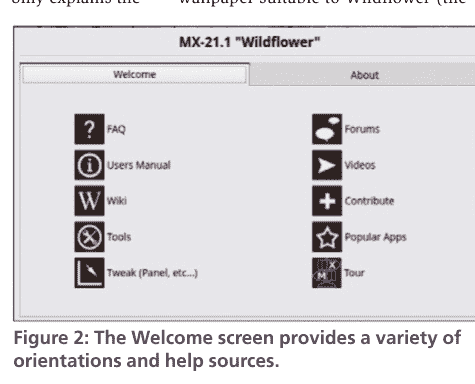 only explains the wallpaper suitable to Wildflower (the
MX-21.1 "Wildflower"
Welcome About
FAQ Forums
Users Manual Videos
Wiki Contribute
Tools Popular Apps
Tweak (Panel, etc...) Tour
Figure 2: The Welcome screen provides a variety of
orientations and help sources.